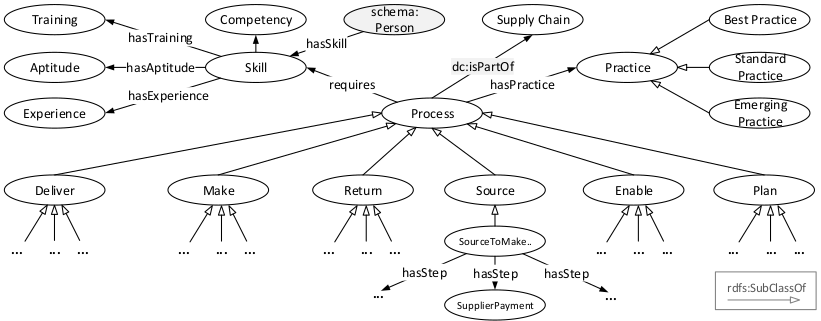 Training
Competency
schema:
Person
Supply Chain
Best Practice
hasTraining
hasSkill
Aptitude
hasAptitude
Skill
dc:isPartOf
Practice
Standard
Practice
hasExperience
requires
hasPractice
Experience
Process
Emerging
Practice
Deliver
Make
Return
Source
Enable
Plan
SourceToMake..
... ... ...
... ... ...
... ... ...
... ... ...
... ... ...
hasStep
hasStep
hasStep
rdfs:SubClassOf
...
SupplierPayment
...